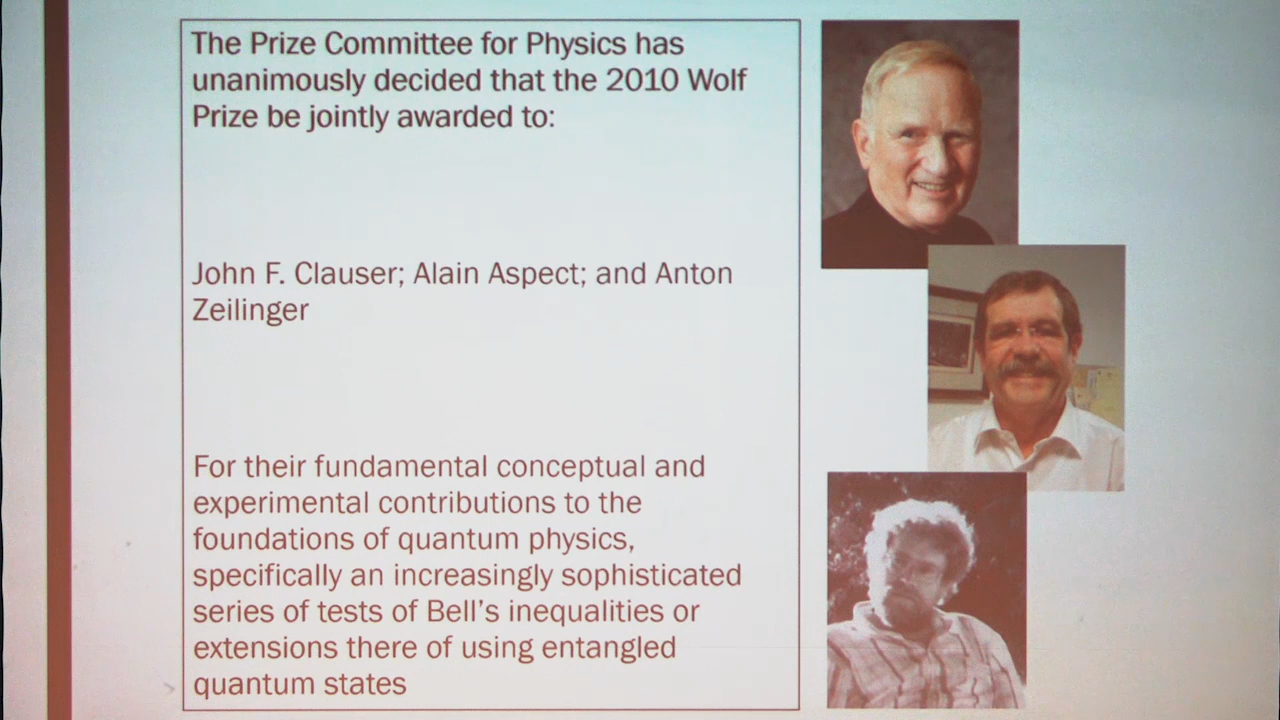 The Prize Committee for Physics has
unanimously decided that the 2010 Wolf
Prize be jointly awarded to:
John F. Clauser; Alain Aspect; and Anton
Zeilinger
For their fundamental conceptual and
experimental contributions to the
foundations of quantum physics,
specifically an increasingly sophisticated
series of tests of Bell's inequalities or
extensions there of using entangled
quantum states